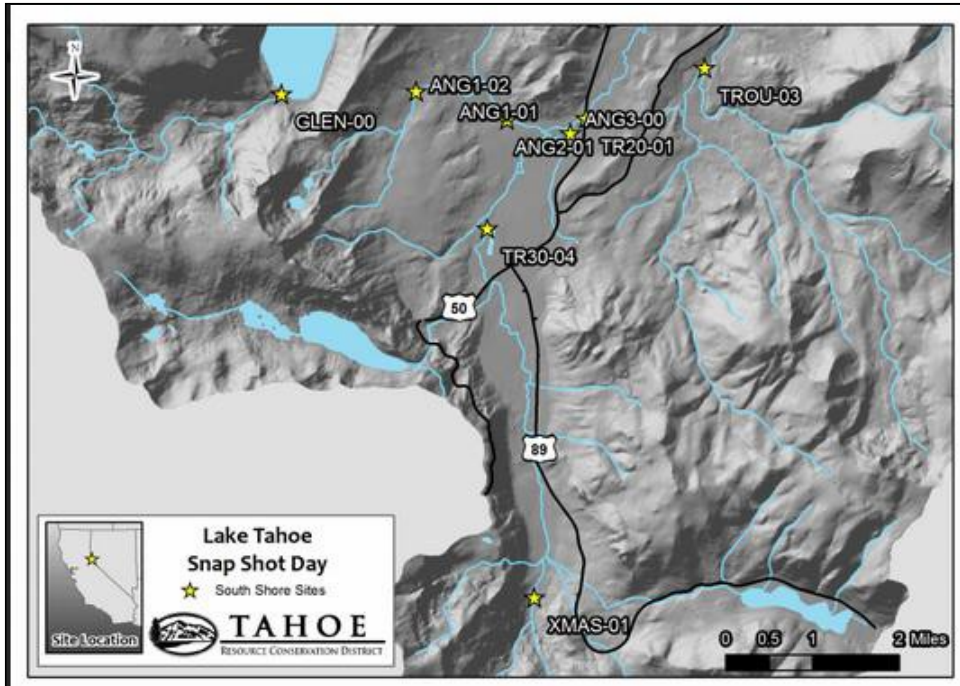 N
GLEN-00
ANG1-02
ANG1-01
ANG3-00
ANG2-01 TR20-01
TROU-03
TR30-04
50
89
XMAS-01
Lake Tahoe
Snap Shot Day
South Shore Sites
Site Location
TAHOE
RESOURCE CONSERVATION DISTRICT
0 0.5 1 2 Miles